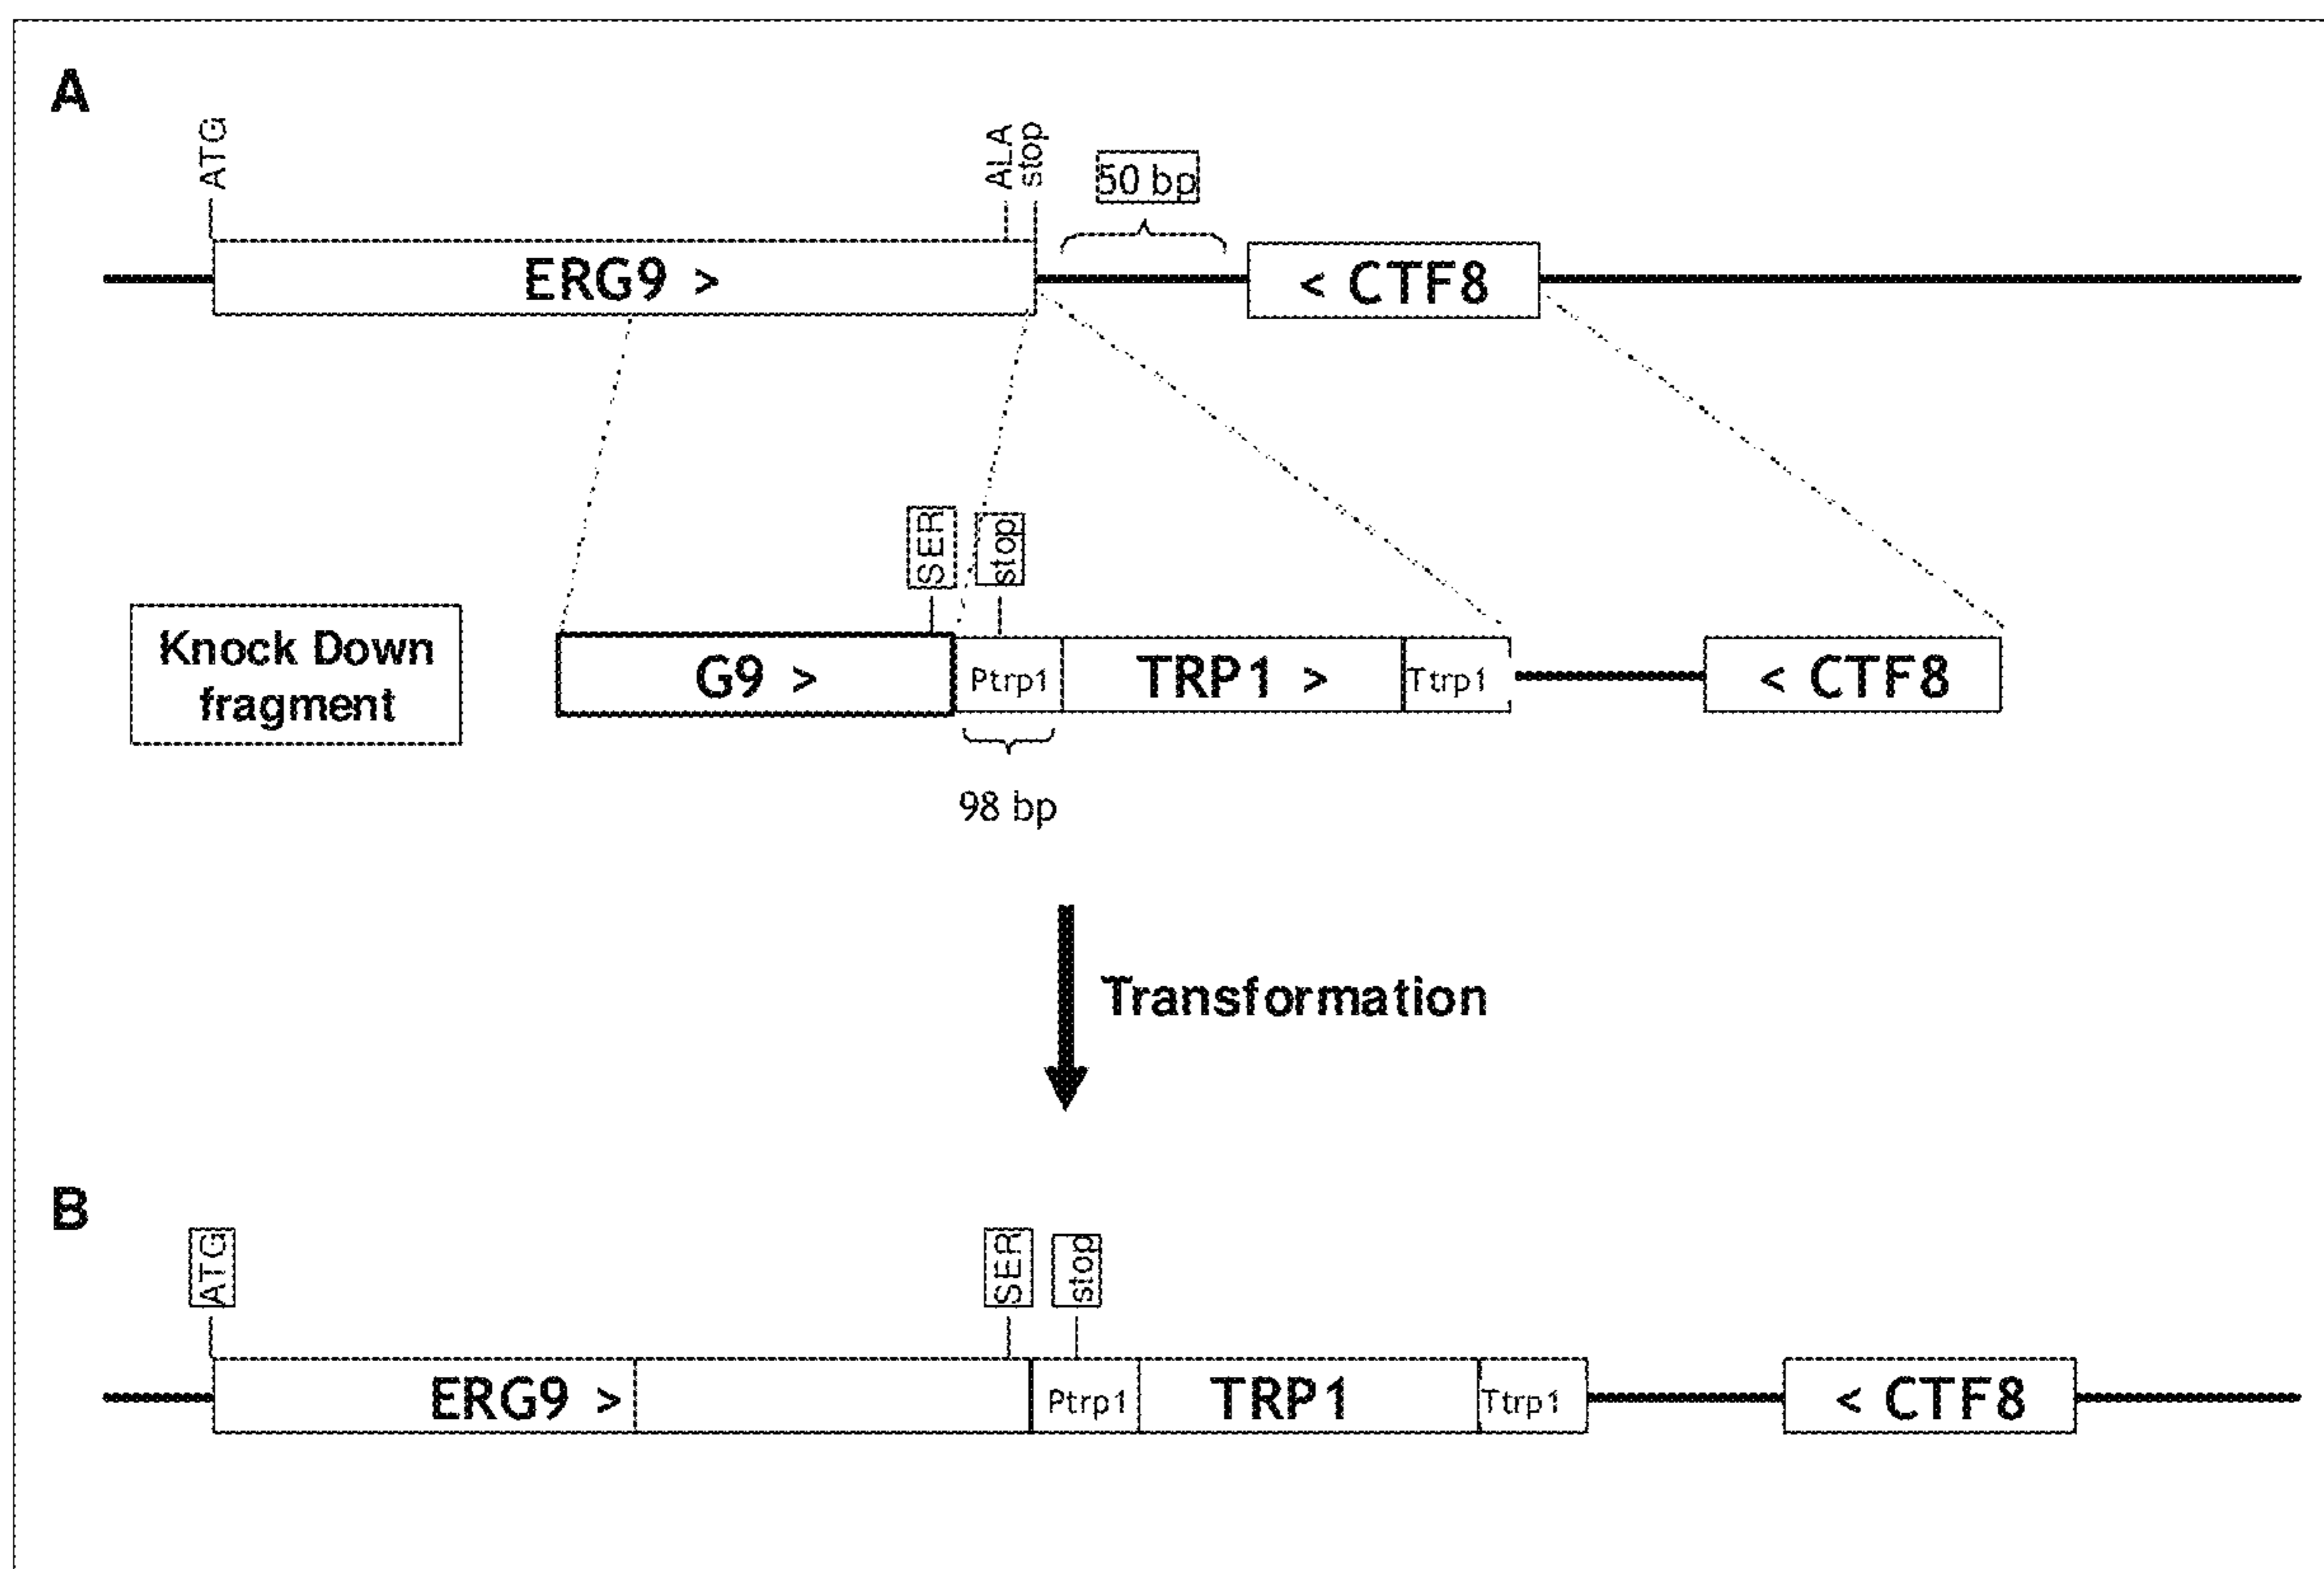 A
ATG
ALA
stop
50 bp
ERG9 >
< CTF8
SER
stop
Knock Down
fragment
G9 >
Ptrp1
TRP1 >
Ttrp1
< CTF8
98 bp
Transformation
B
ATG
SER
stop
ERG9 >
Ptrp1
TRP1
Ttrp1
< CTF8